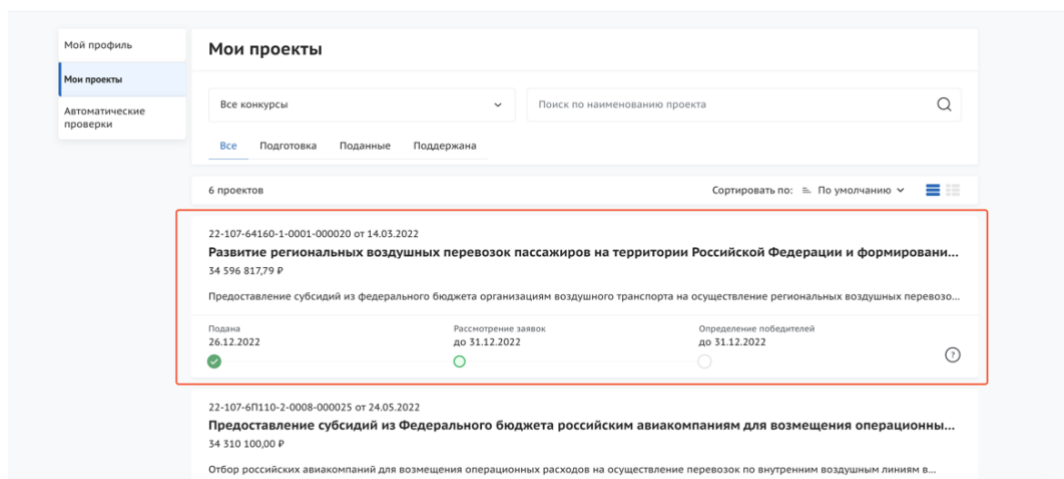 Мой профиль
Мои проекты
Автоматические
проверки
Мои проекты
Все конкурсы
Поиск по наименованию проекта
Все Подготовка Поданные Поддержана
6 проектов
Сортировать по: По умолчанию
22-107-64160-1-0001-000020 от 14.03.2022
Развитие региональных воздушных перевозок пассажиров на территории Российской Федерации и формировани...
34 596 817,79 ₽
Предоставление субсидий из федерального бюджета организациям воздушного транспорта на осуществление региональных воздушных перевозо...
Подана Рассмотрение заявок Определение победителей
26.12.2022 до 31.12.2022 до 31.12.2022
?
22-107-6П110-2-0008-000025 от 24.05.2022
Предоставление субсидий из Федерального бюджета российским авиакомпаниям для возмещения операционны...
34 310 100,00 ₽
Отбор российских авиакомпаний для возмещения операционных расходов на осуществление перевозок по внутренним воздушным линиям в...